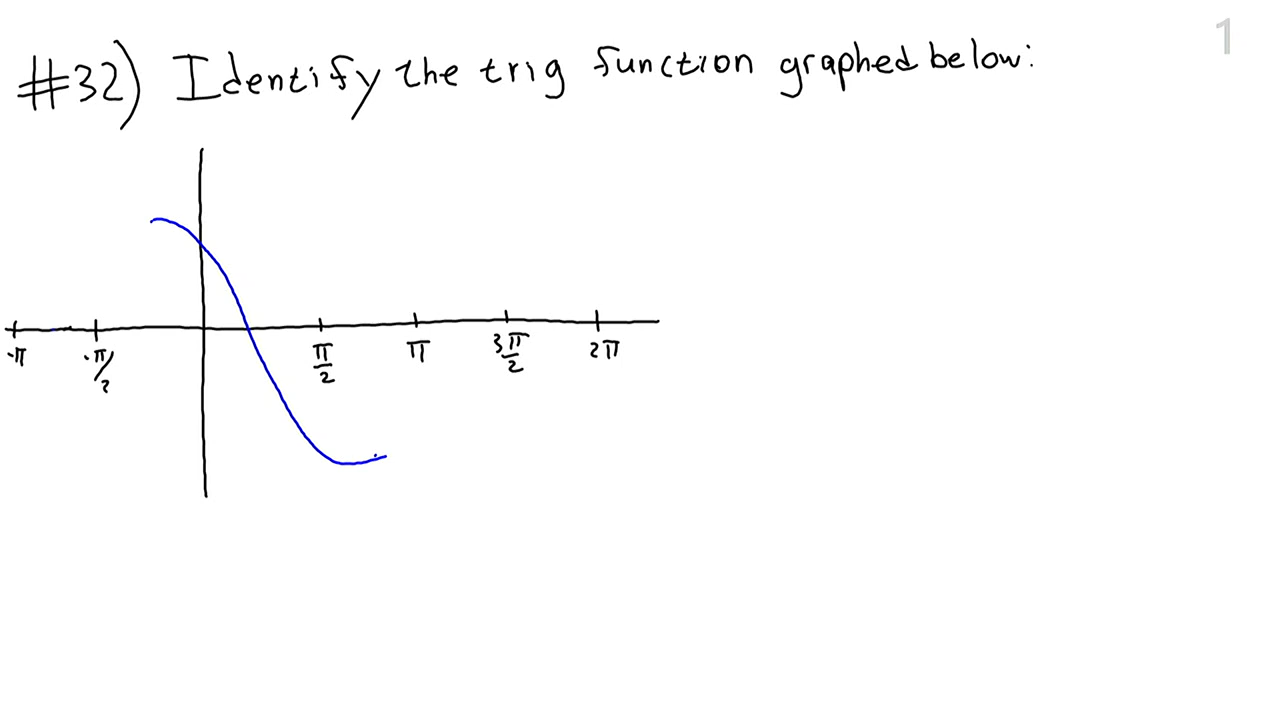 1
#32) Identify the trig function graphed below:
-π -π/2 π/2 π 3π/2 2π